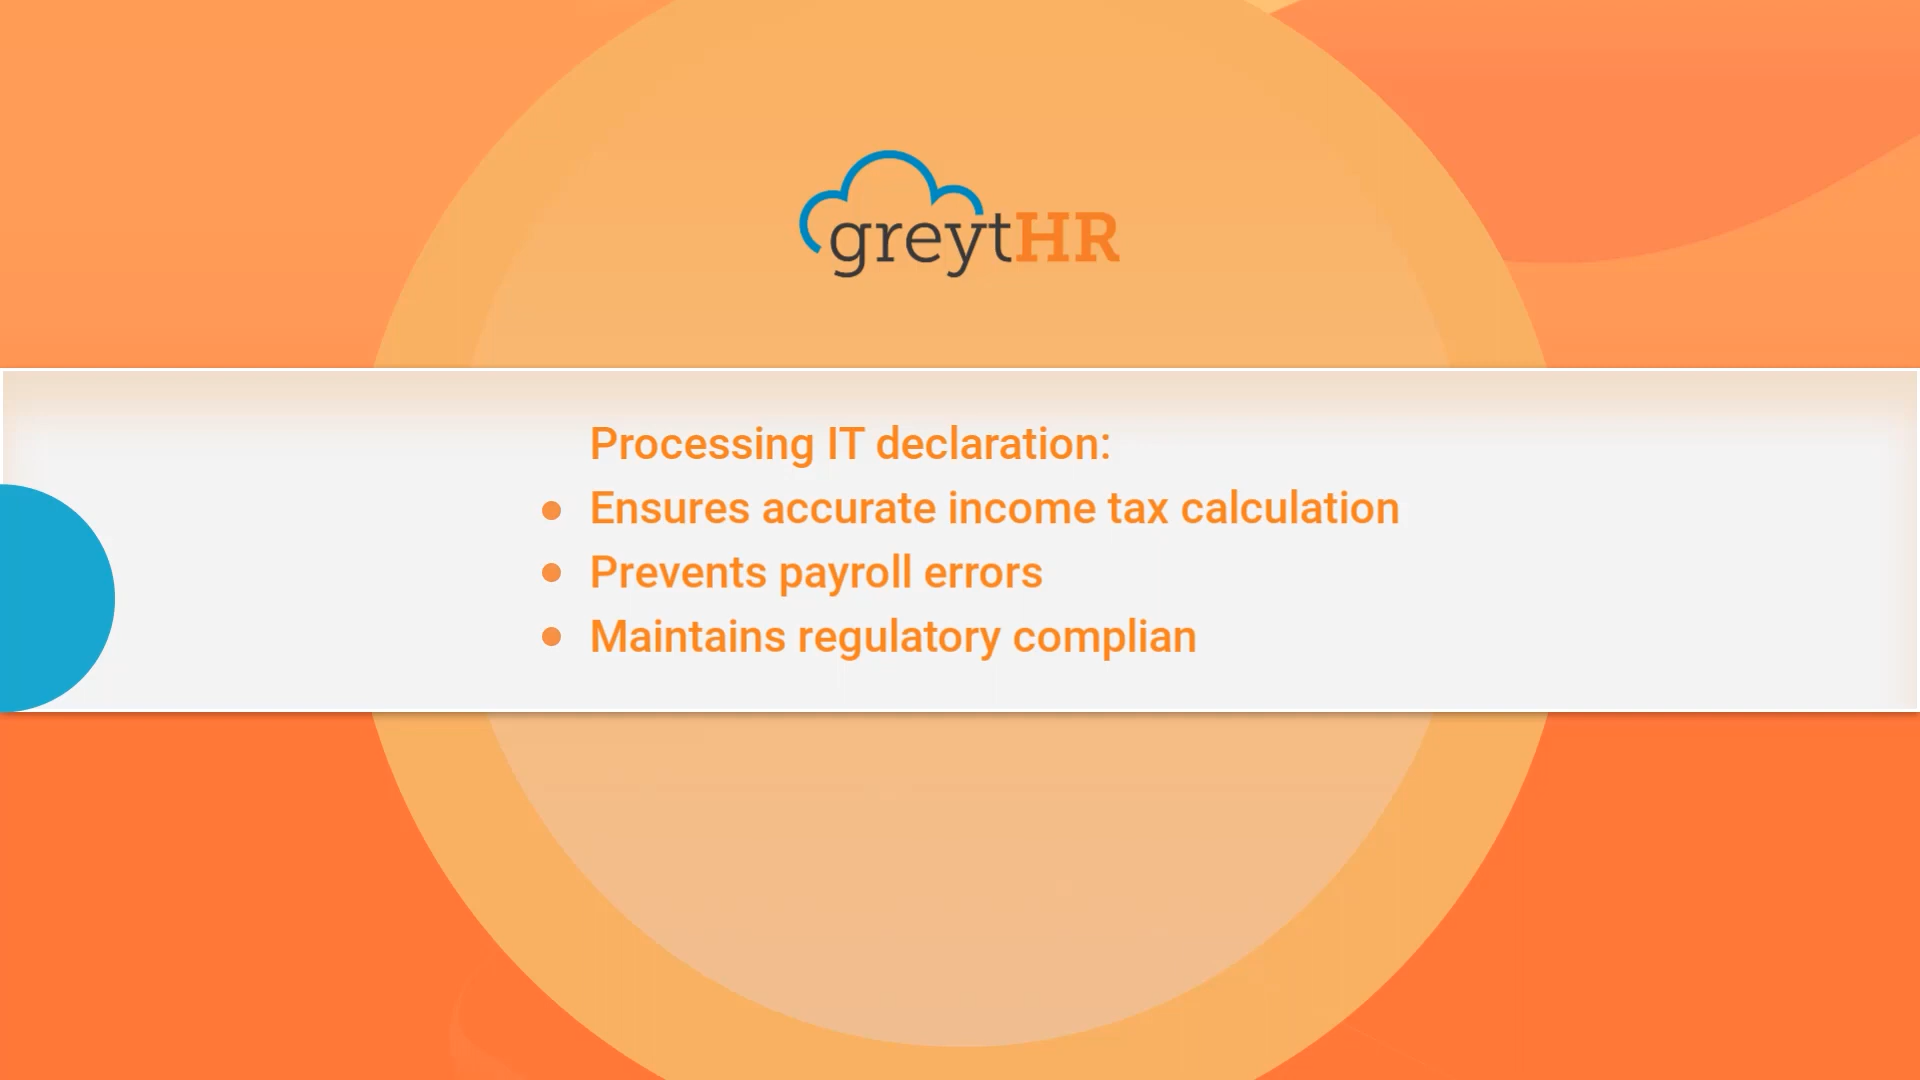 greytHR
Processing IT declaration:
Ensures accurate income tax calculation
Prevents payroll errors
Maintains regulatory complian